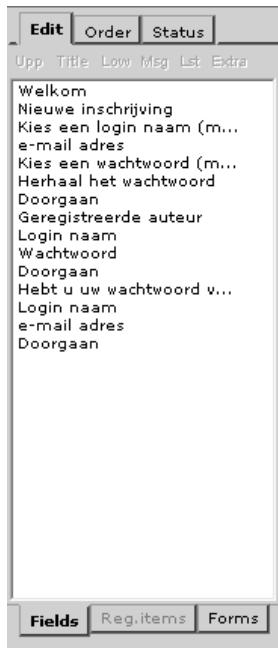 Edit Order Status
Upp Title Low Msg Lst Extra
Welkom
Nieuwe inschrijving
Kies een login naam (m...
e-mail adres
Kies een wachtwoord (m...
Herhaal het wachtwoord
Doorgaan
Geregistreerde auteur
Login naam
Wachtwoord
Doorgaan
Hebt u uw wachtwoord v...
Login naam
e-mail adres
Doorgaan
Fields Reg.items Forms